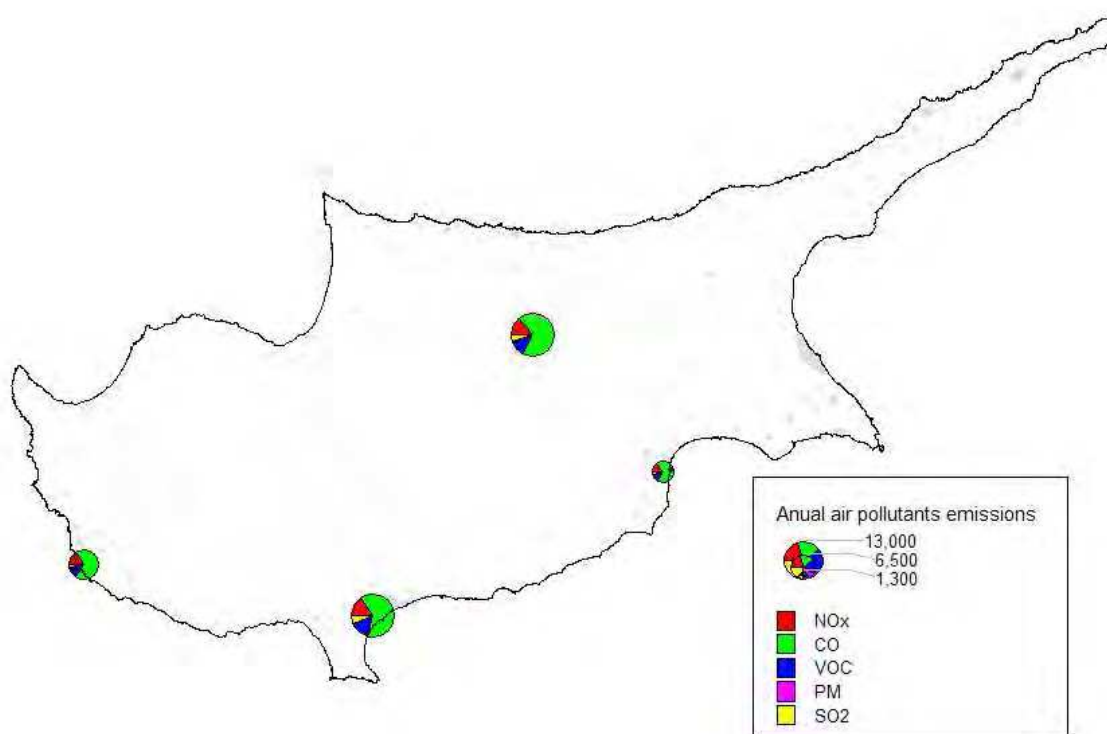 Anual air pollutants emissions
13,000
6,500
1,300
NOx
CO
VOC
PM
SO2